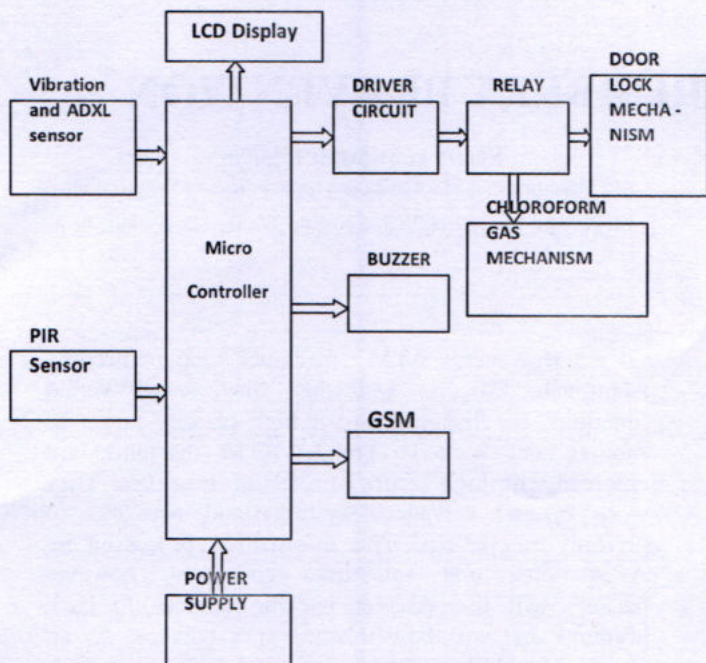 LCD Display
Vibration
and ADXL
sensor
DRIVER
CIRCUIT
RELAY
DOOR
LOCK
MECHA -
NISM
CHLOROFORM
GAS
MECHANISM
Micro
Controller
BUZZER
PIR
Sensor
GSM
POWER
SUPPLY